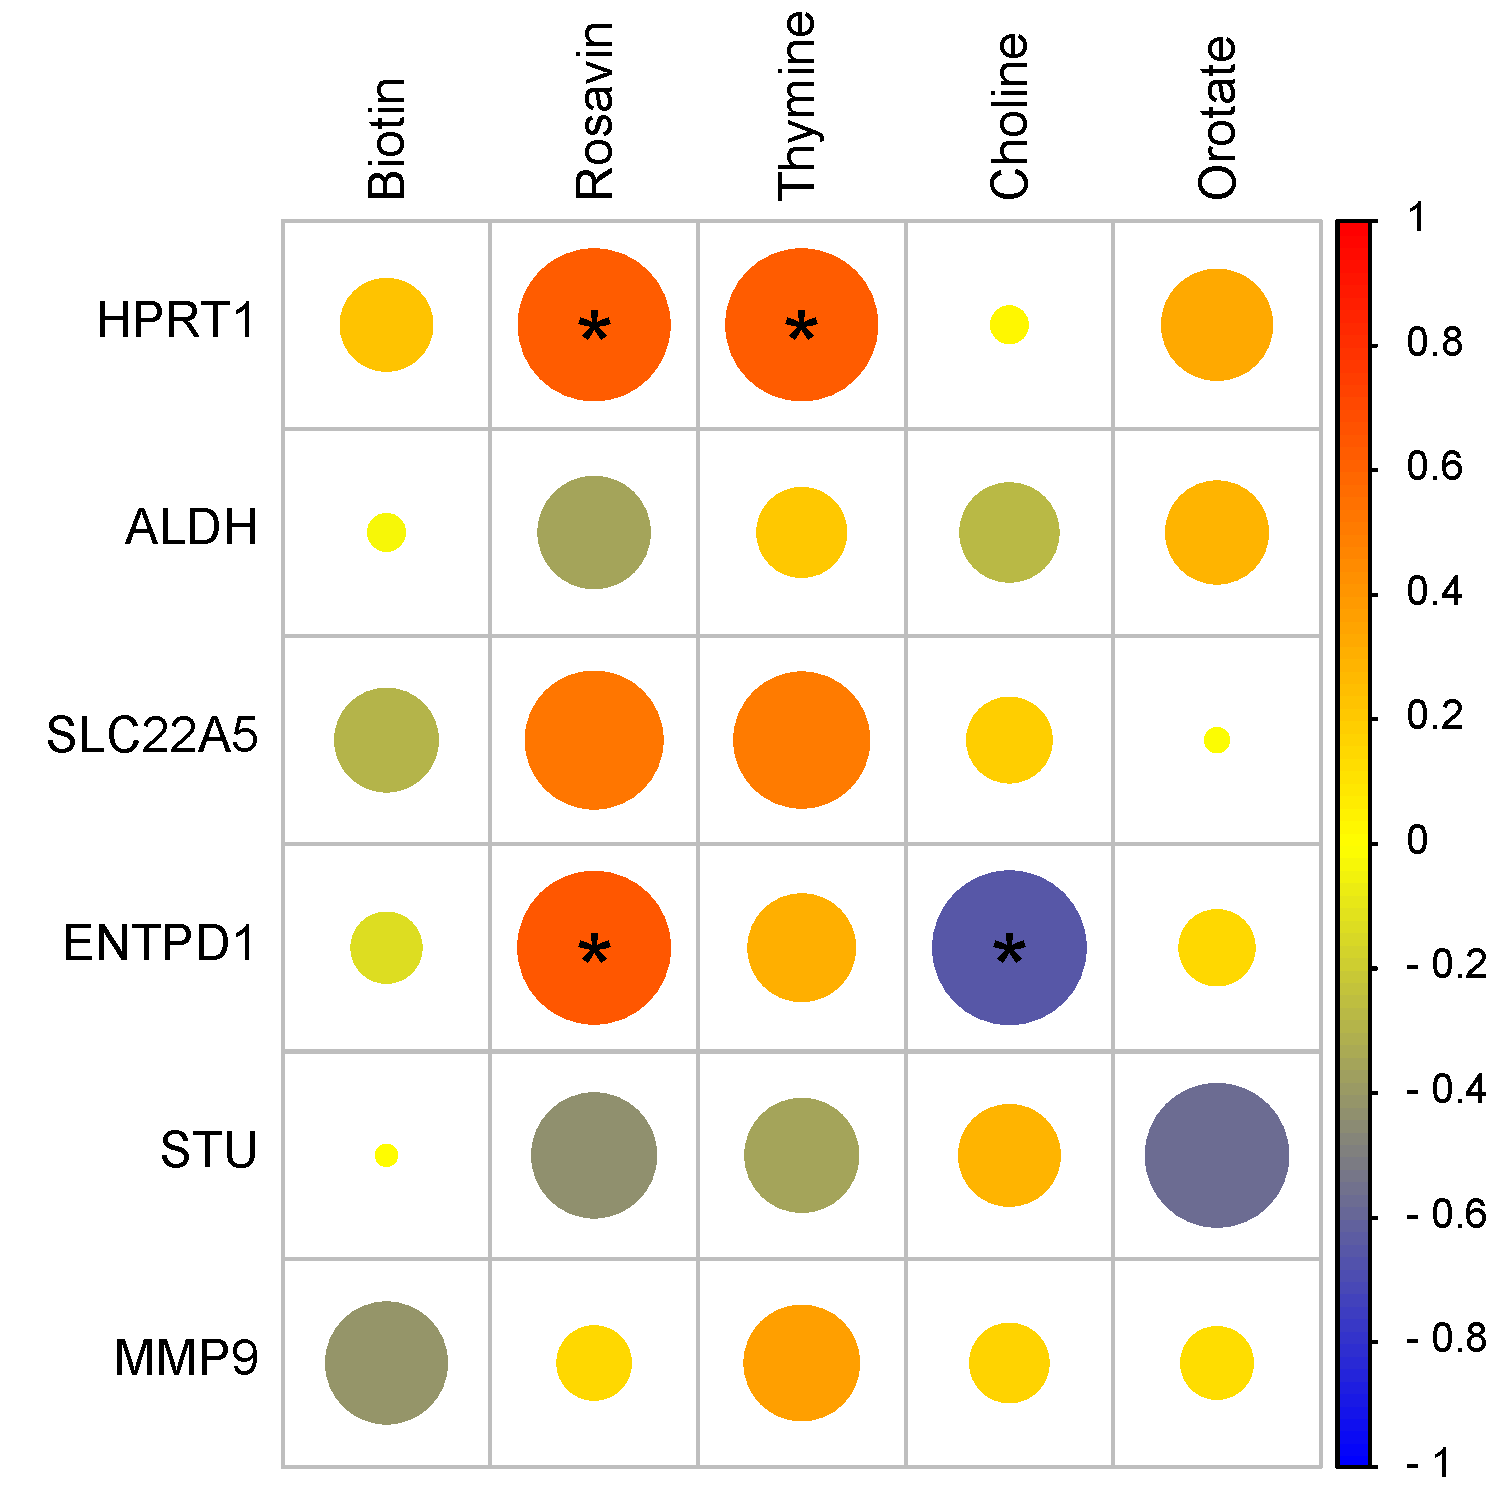 Biotin
Rosavin
Thymine
Choline
Orotate
HPRT1
* *
ALDH
SLC22A5
ENTPD1
* *
STU
MMP9
1
0.8
0.6
0.4
0.2
0
- 0.2
- 0.4
- 0.6
- 0.8
- 1